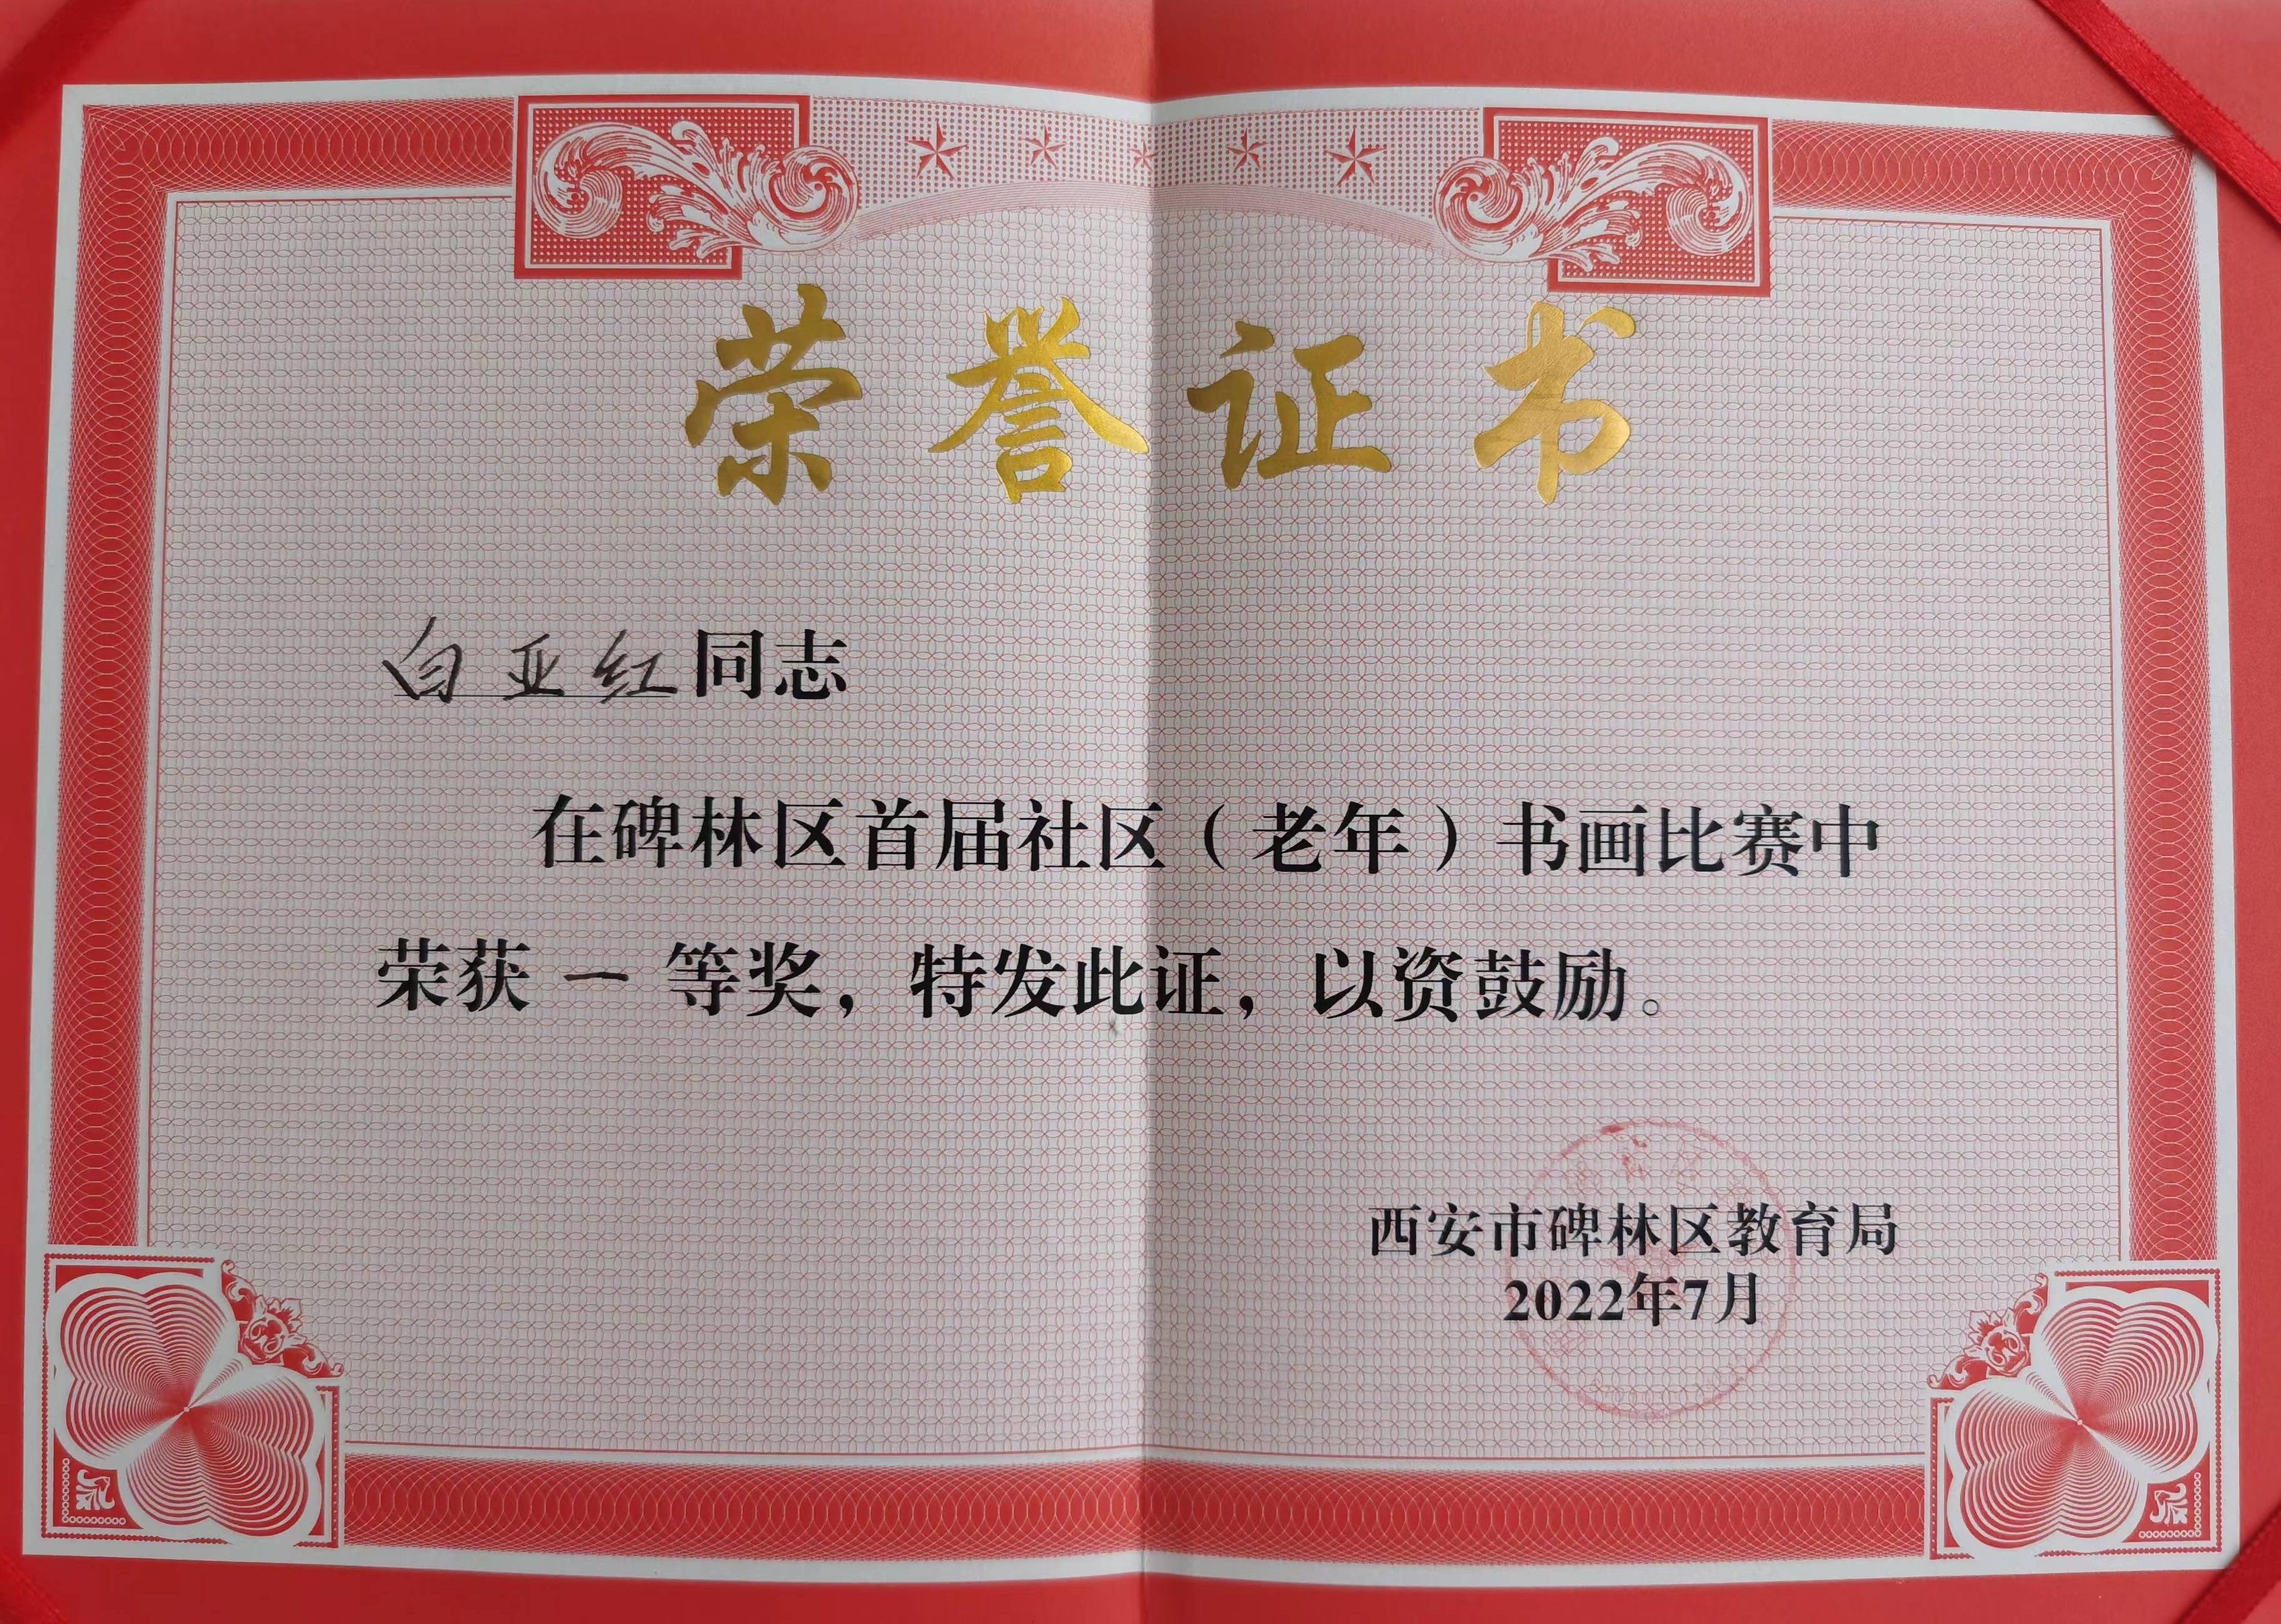 荣誉证书
白亚红同志
在碑林区首届社区（老年）书画比赛中
荣获一等奖，特发此证，以资鼓励。
西安市碑林区教育局
2022年7月